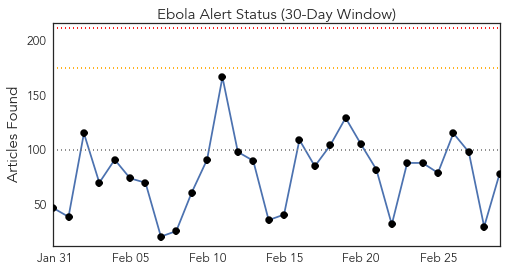 Ebola Alert Status (30-Day Window)
Articles Found
200
150
100
50
Jan 31 Feb 05 Feb 10 Feb 15 Feb 20 Feb 25